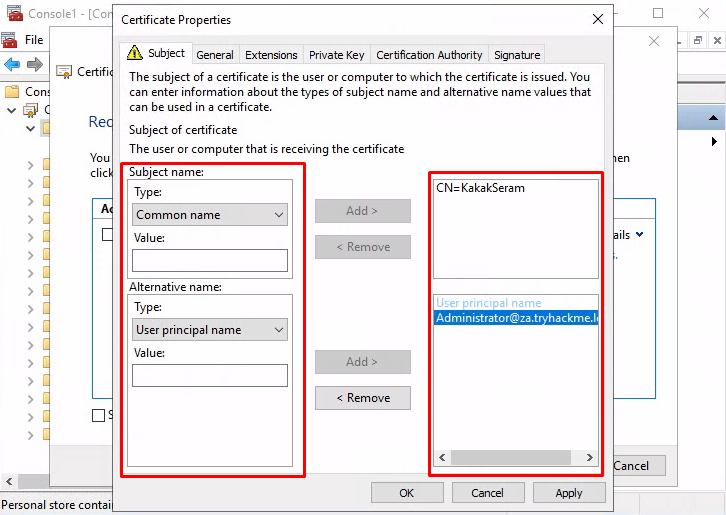 Console1 - [Con
Certificate Properties
File
Subject
General
Extensions
Private Key
Certification Authority
Signature
The subject of a certificate is the user or computer to which the certificate is issued. You
can enter information about the types of subject name and alternative name values that
can be used in a certificate.
Subject of certificate
The user or computer that is receiving the certificate
Subject name:
Type:
Common name
Value:
Add >
< Remove
CN=KakakSeram
Alternative name:
Type:
User principal name
Value:
Add >
< Remove
User principal name
Administrator@za.tryhackme.l
OK
Cancel
Apply
Cons
Certific
Rec
You
click
when
ails
Cancel
Personal store contai